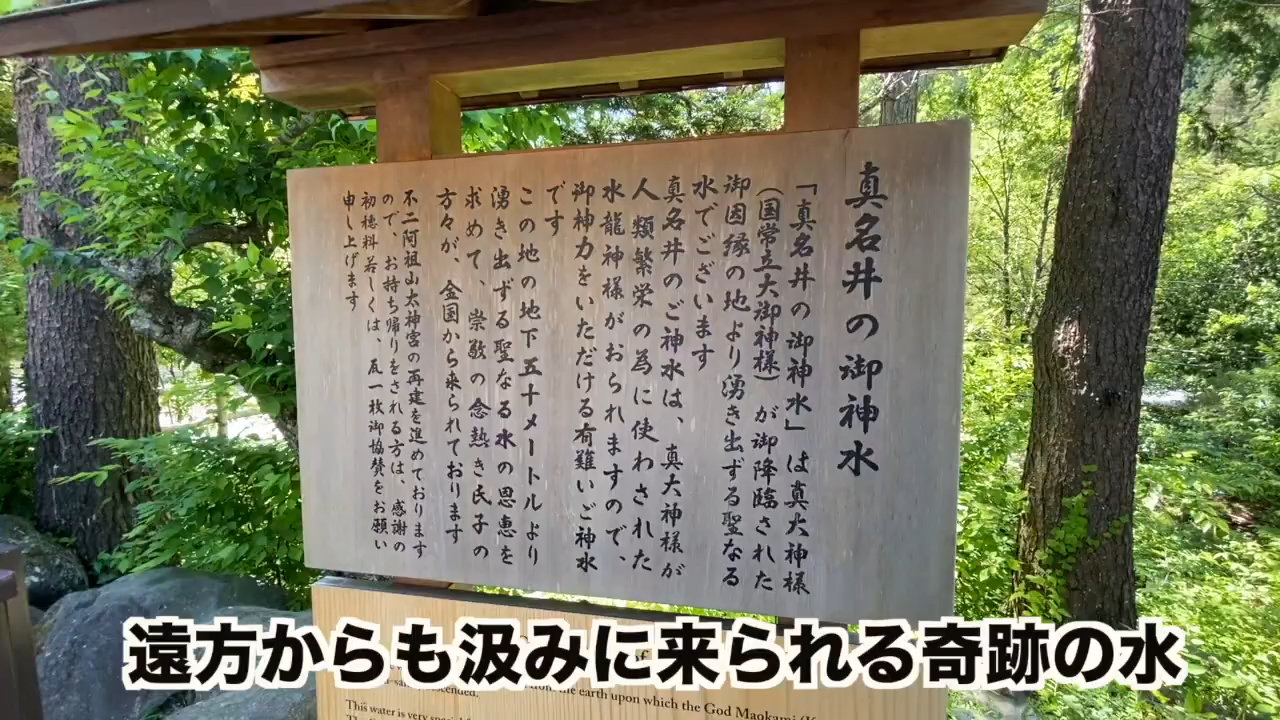 真名井の御神水
「真名井の御神水」は真大神様
(国常立大御神様)が御降臨された
御因縁の地より湧き出ずる聖なる
水でございます
真名井のご神水は、真大神様が
人類繁栄の為に使わされた
水龍神様がおられますので、
御神力をいただける有難いご神水
です
この地の地下五十メートルより
湧き出ずる聖なる水の恩恵を
求めて、崇敬の念熱き氏子の
方々が、全国から来られております
不二阿祖山太神宮の再建を進めております
ので、お持ち帰りをされる方は、感謝の
初穂料若しくは、瓦一枚御協賛をお願い
申し上げます
遠方からも汲みに来られる奇跡の水
the earth upon which the God Maokami
This water is very